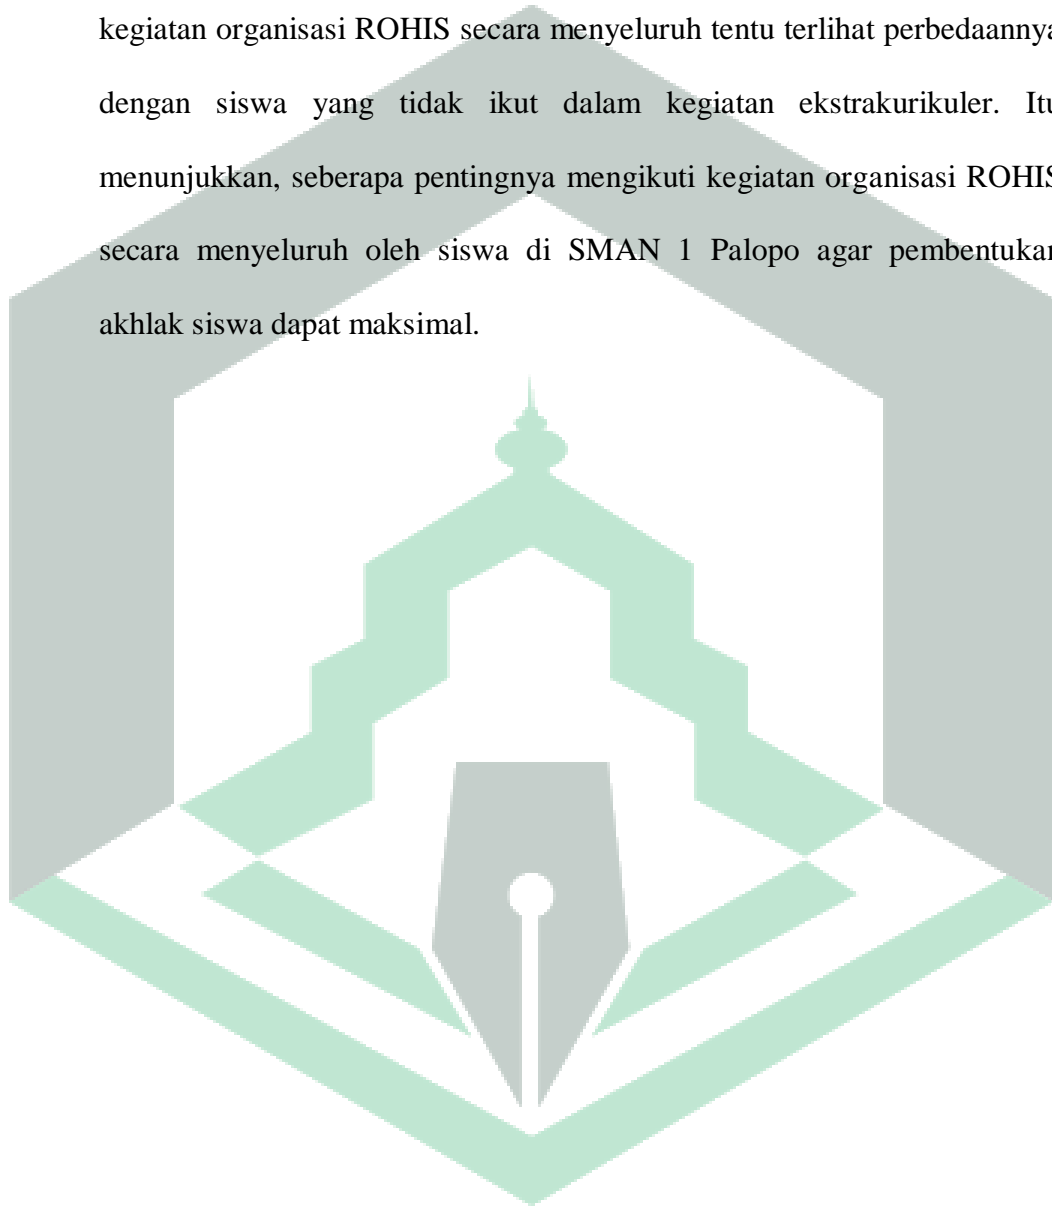 kegiatan organisasi ROHIS secara menyeluruh tentu terlihat perbedaannya
dengan siswa yang tidak ikut dalam kegiatan ekstrakurikuler. Itu
menunjukkan, seberapa pentingnya mengikuti kegiatan organisasi ROHIS
secara menyeluruh oleh siswa di SMAN 1 Palopo agar pembentukan
akhlak siswa dapat maksimal.